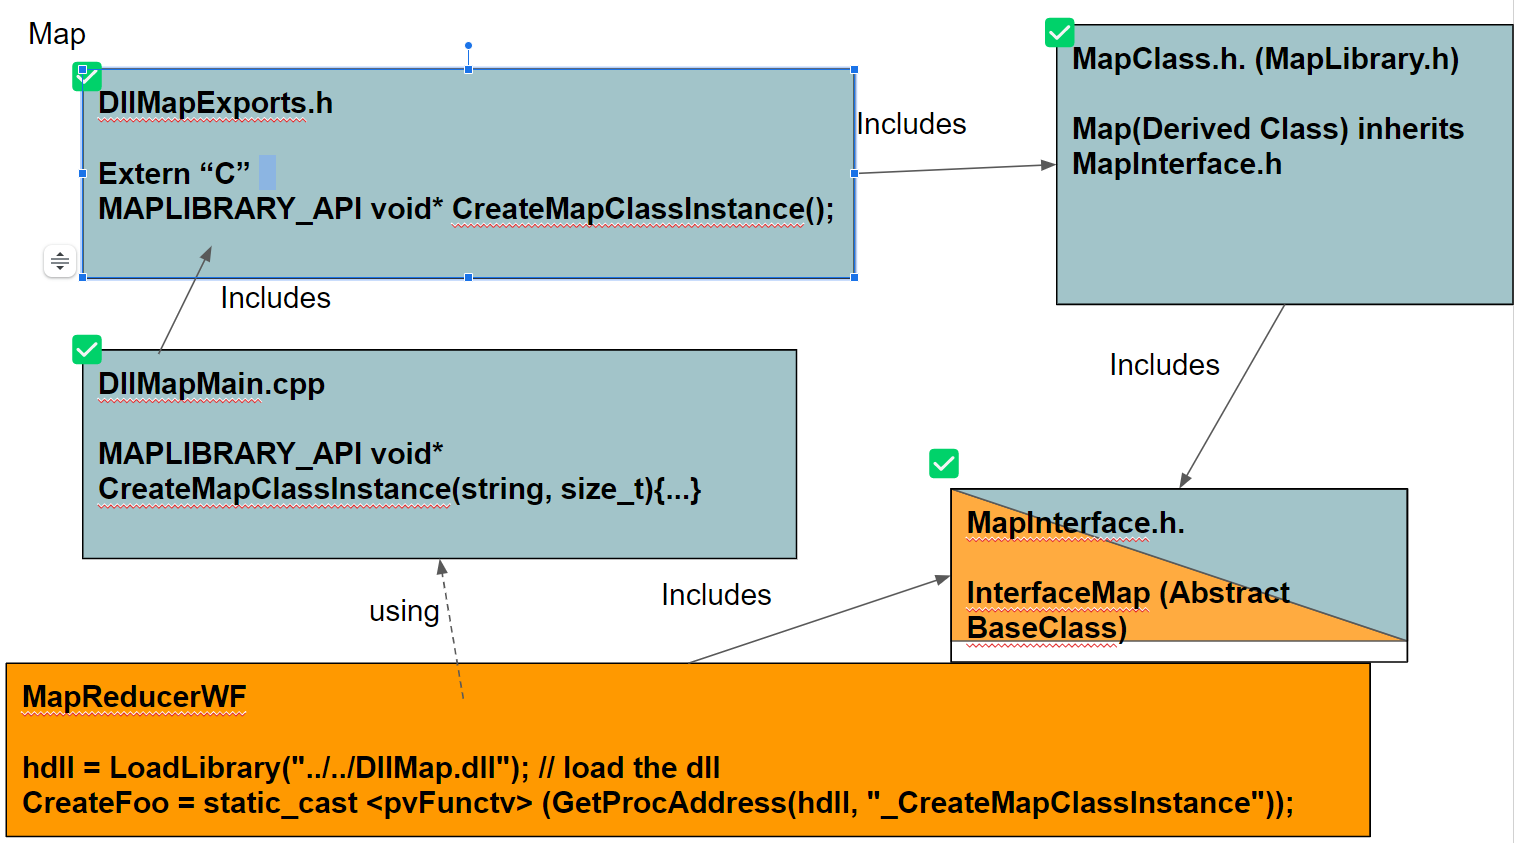 Map
DllMapExports.h
Extern “C”
MAPLIBRARY_API void* CreateMapClassInstance();
Includes
MapClass.h. (MapLibrary.h)
Map(Derived Class) inherits
MapInterface.h
Includes
DllMapMain.cpp
MAPLIBRARY_API void*
CreateMapClassInstance(string, size_t){...}
Includes
MapInterface.h.
InterfaceMap (Abstract
BaseClass)
using
Includes
MapReducerWF
hdll = LoadLibrary("../../DllMap.dll"); // load the dll
CreateFoo = static_cast <pvFunctv> (GetProcAddress(hdll, "_CreateMapClassInstance"));